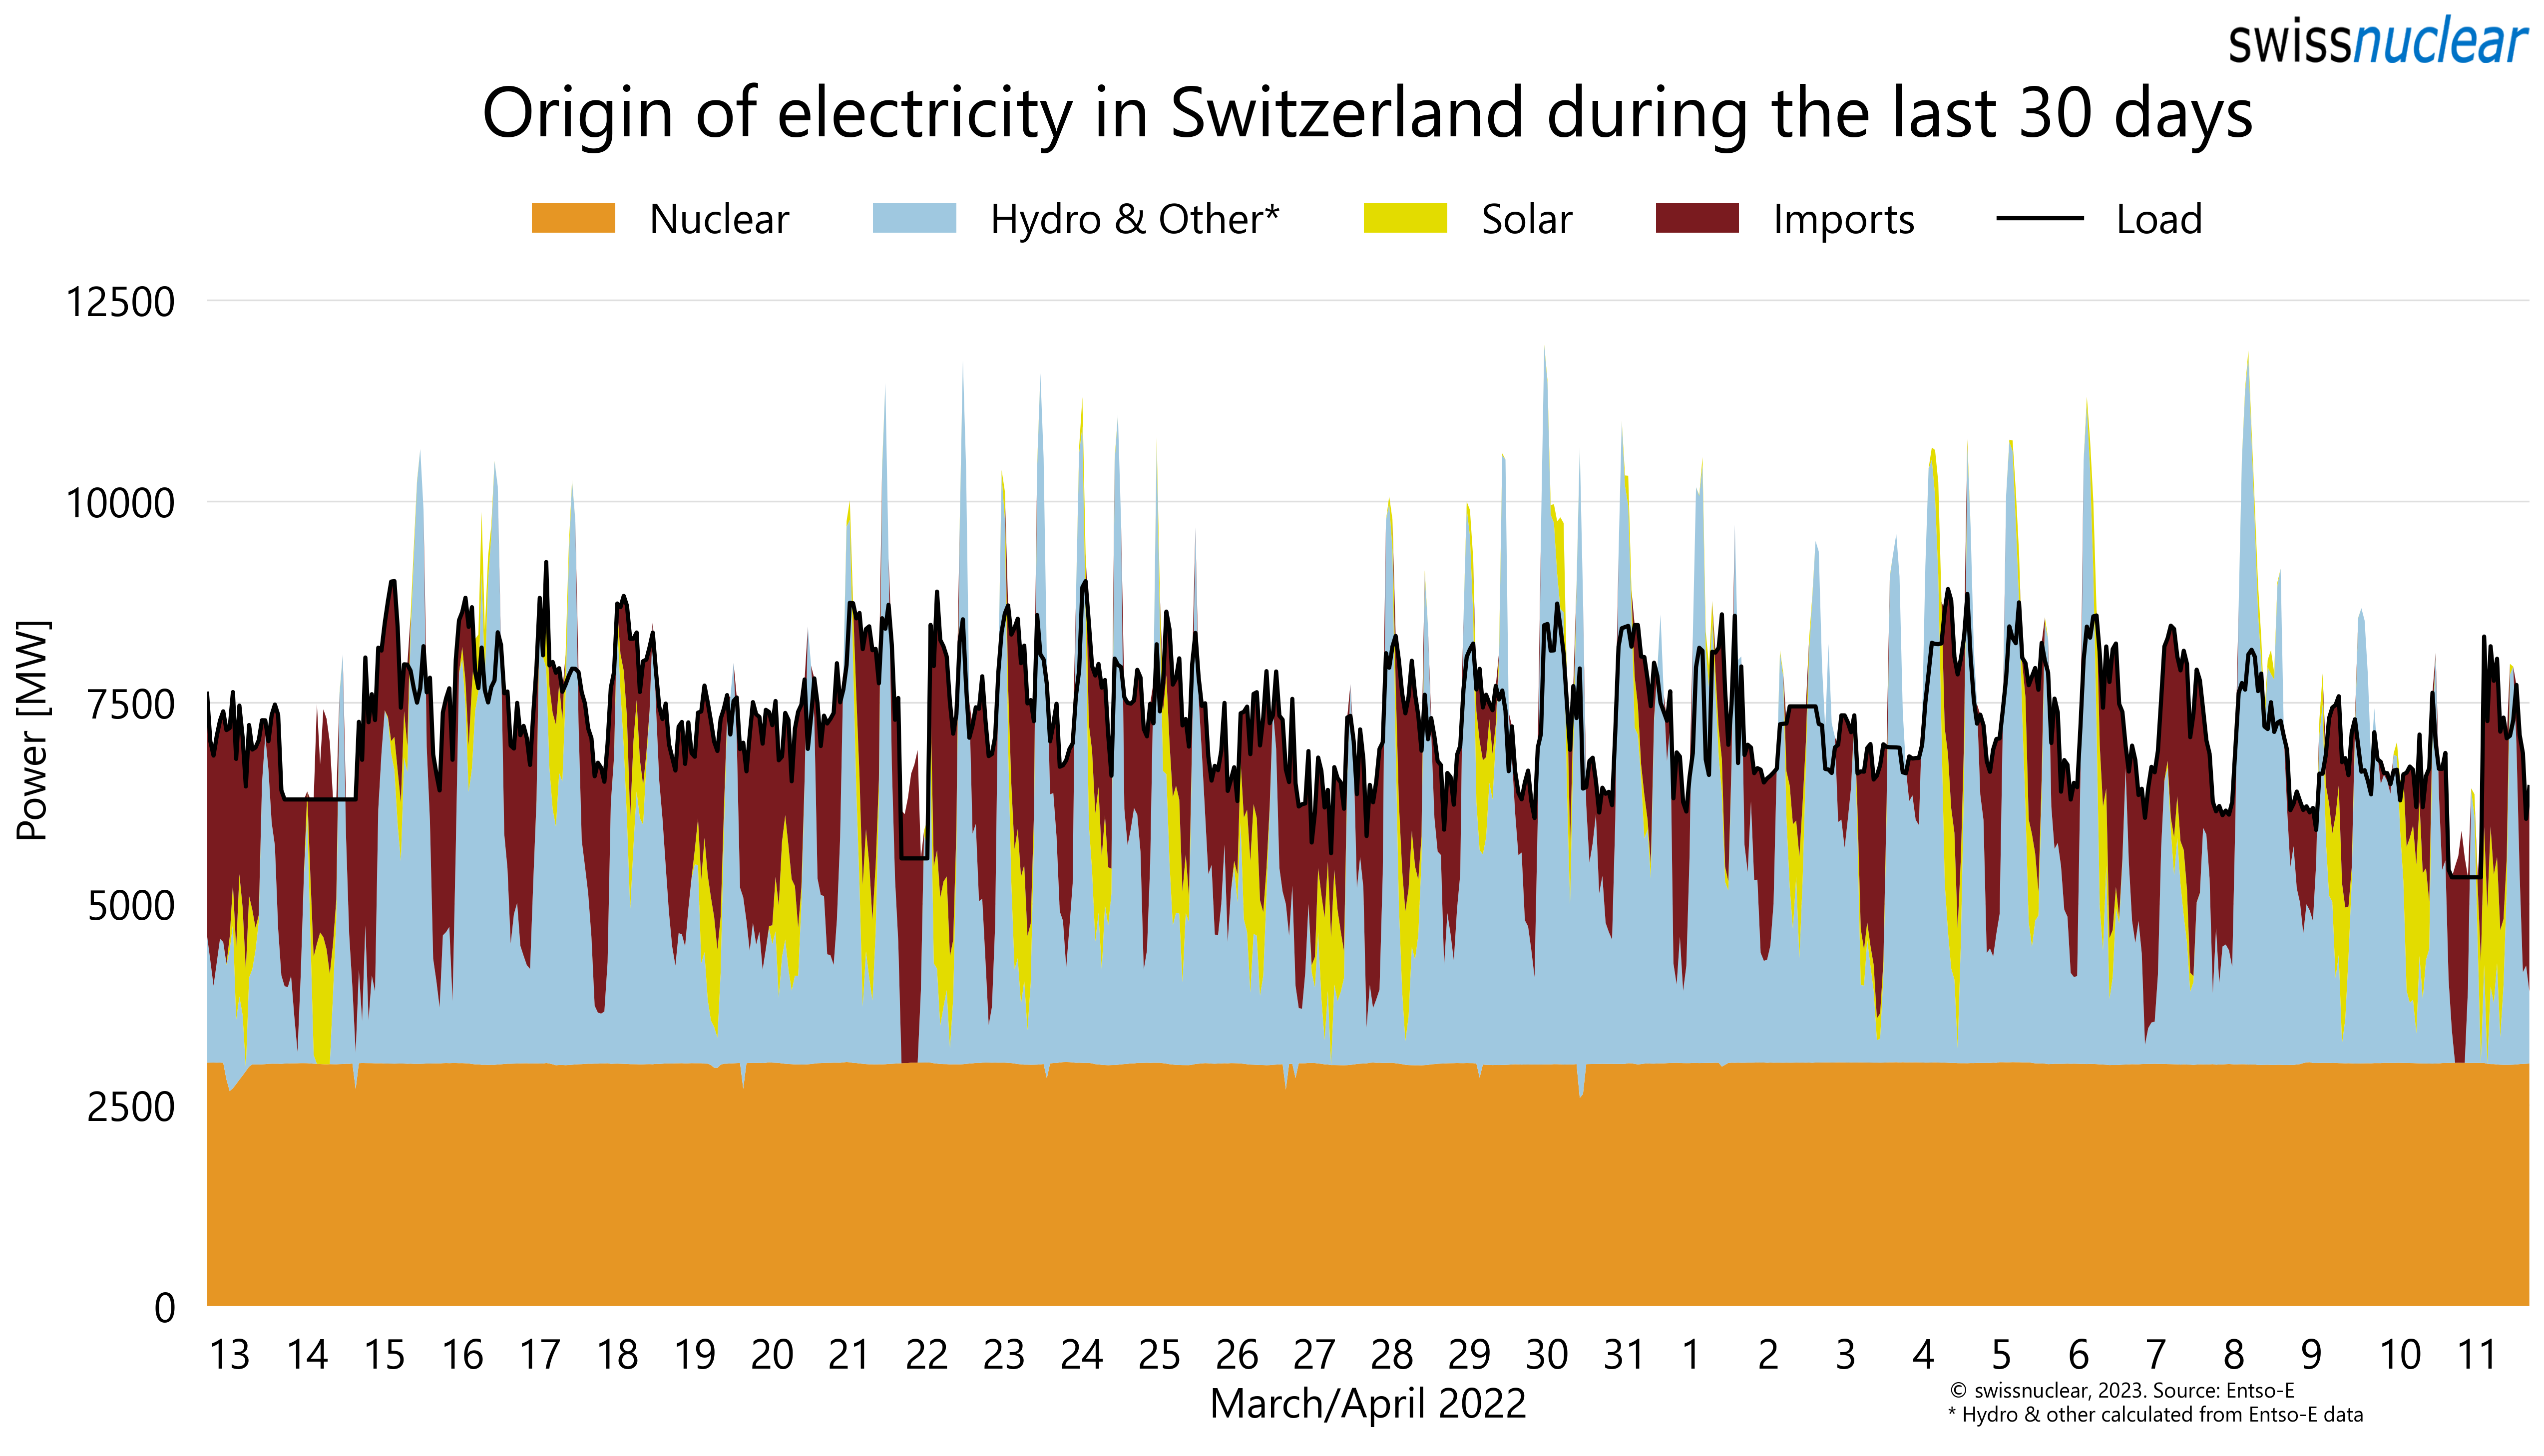 swissnuclear
Origin of electricity in Switzerland during the last 30 days
Nuclear Hydro & Other* Solar Imports Load
12500
10000
7500
5000
2500
0
Power [MW]
13 14 15 16 17 18 19 20 21 22 23 24 25 26 27 28 29 30 31 1 2 3 4 5 6 7 8 9 10 11
March/April 2022
© swissnuclear, 2023. Source: Entso-E
* Hydro & other calculated from Entso-E data